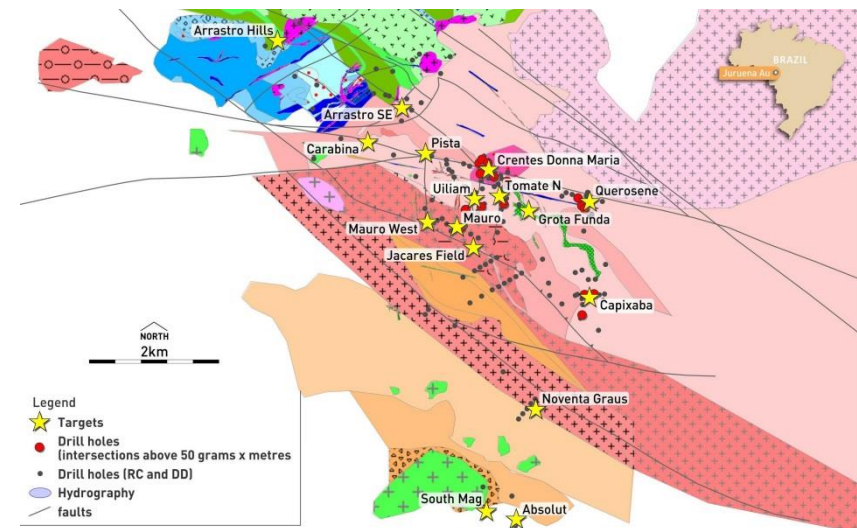 Arrastro Hills
BRAZIL
Juruena Au
Arrastro SE
Carabina
Pista
Crentes Donna Maria
Uiliam
Tomate N
Querosene
Mauro West
Mauro
Grota Funda
Jacares Field
Capixaba
NORTH
2km
Noventa Graus
Legend
Targets
Drill holes
(intersections above 50 grams x metres
Drill holes (RC and DD)
Hydrography
faults
South Mag
Absolut